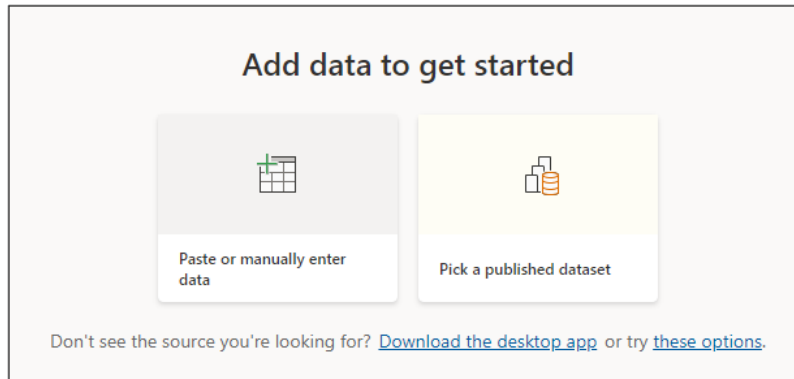 Add data to get started
Paste or manually enter
data
Pick a published dataset
Don't see the source you're looking for? Download the desktop app or try these options.